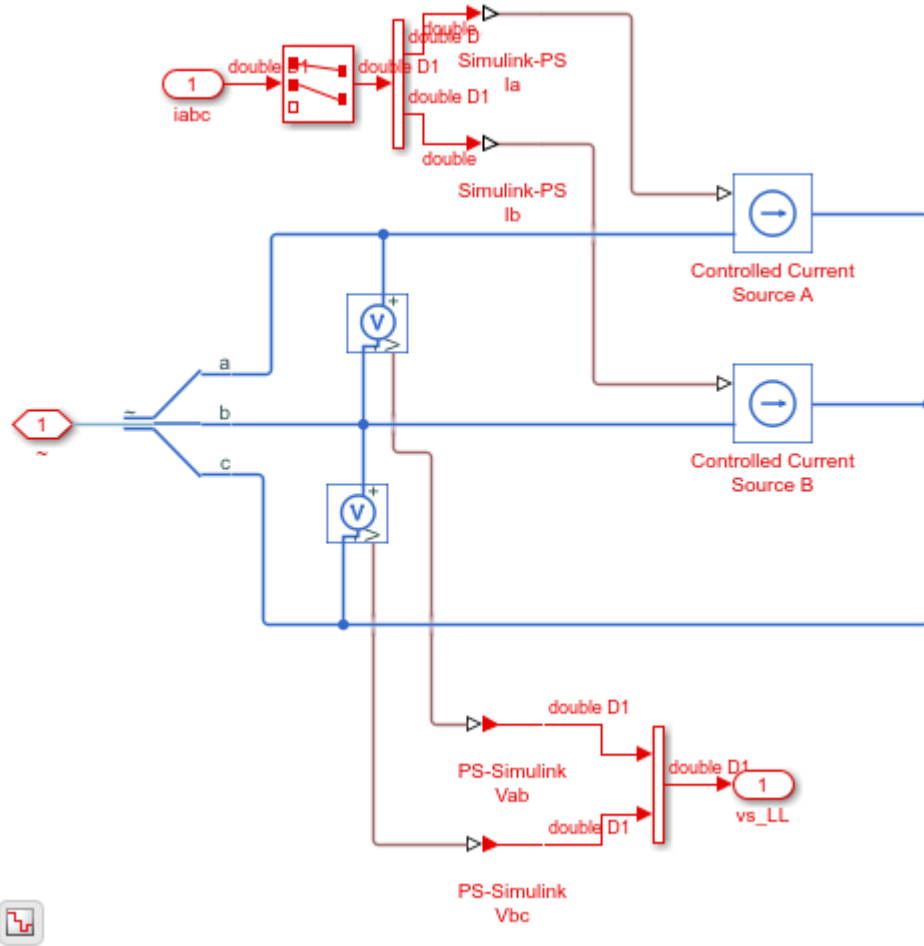 double D
double D1
double D1
Simulink-PS
Ia
1
iabc
double D1
double
Simulink-PS
Ib
Controlled Current
Source A
+
V
a
~
b
1
~
c
Controlled Current
Source B
+
V
double D1
PS-Simulink
Vab
double D1
1
vs_LL
double D1
PS-Simulink
Vbc